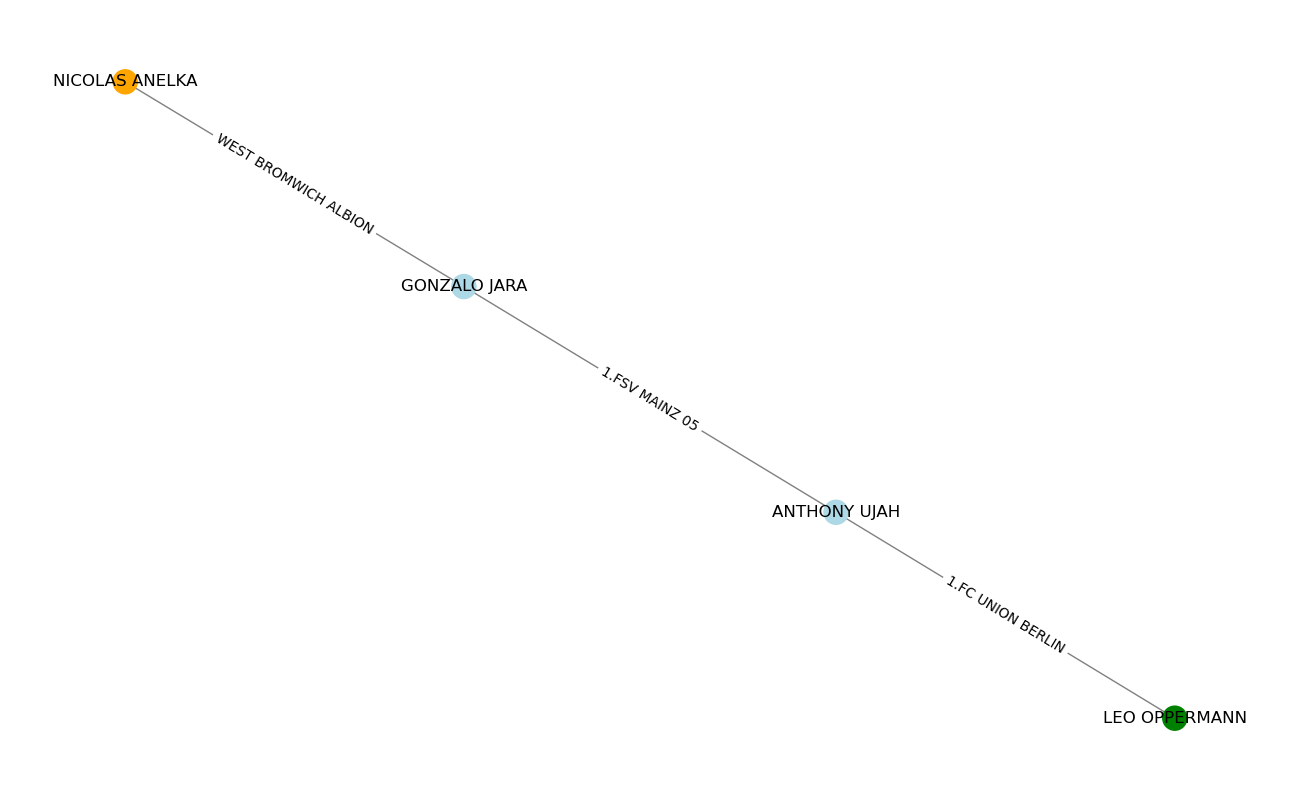 NICOLAS ANELKA
WEST BROMWICH ALBION
GONZALO JARA
1.FSV MAINZ 05
ANTHONY UJAH
1.FC UNION BERLIN
LEO OPPERMANN